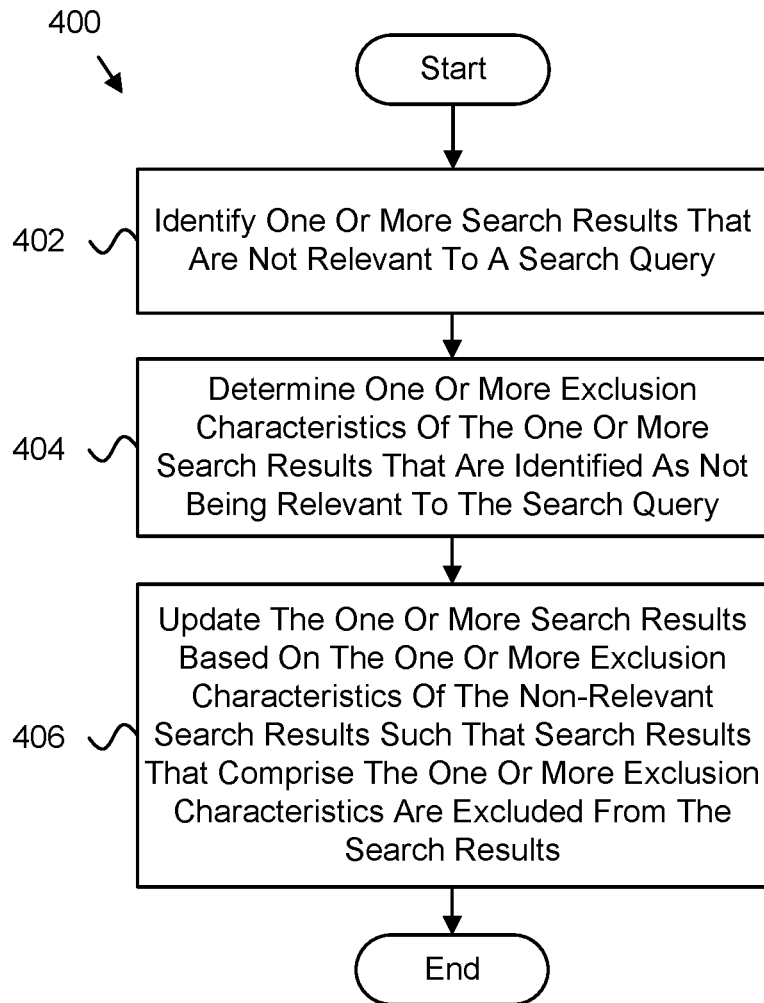 400
Start
402
Identify One Or More Search Results That
Are Not Relevant To A Search Query
404
Determine One Or More Exclusion
Characteristics Of The One Or More
Search Results That Are Identified As Not
Being Relevant To The Search Query
406
Update The One Or More Search Results
Based On The One Or More Exclusion
Characteristics Of The Non-Relevant
Search Results Such That Search Results
That Comprise The One Or More Exclusion
Characteristics Are Excluded From The
Search Results
End